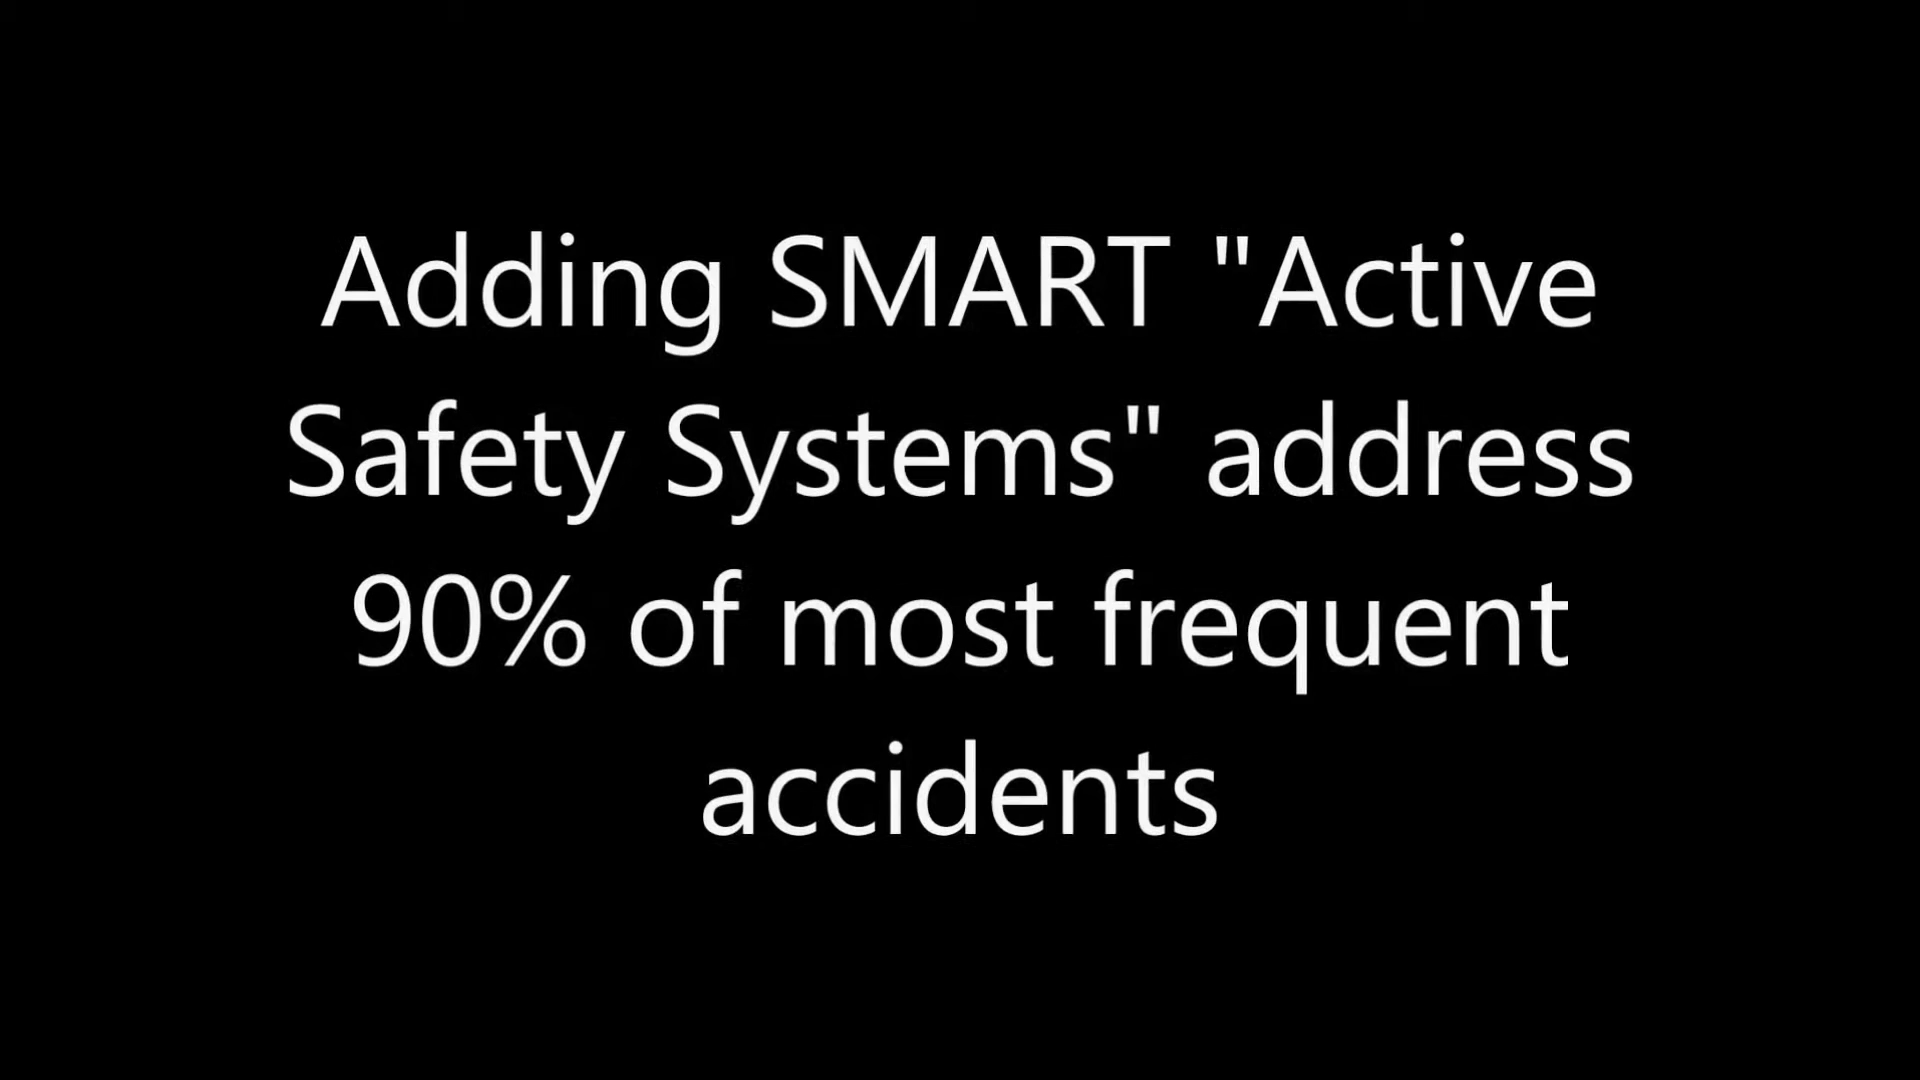 Adding SMART "Active
Safety Systems" address
90% of most frequent
accidents